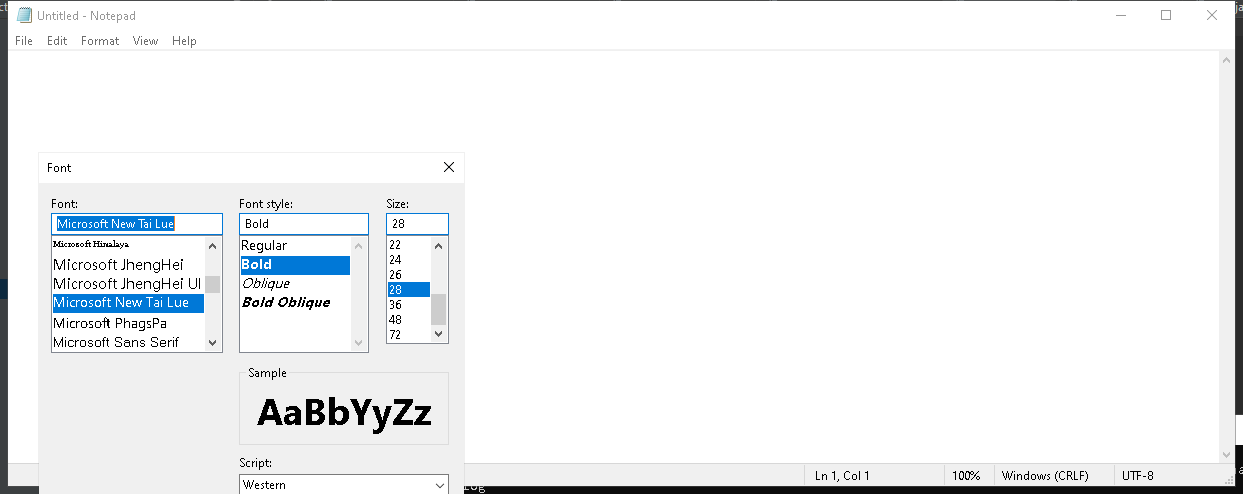 Untitled - Notepad
File Edit Format View Help
Font
Font: Font style: Size:
Microsoft New Tai Lue Bold 28
Microsoft Himalaya Regular 22
Microsoft JhengHei Bold 24
Microsoft JhengHei UI Oblique 26
Microsoft New Tai Lue Bold Oblique 28
Microsoft PhagsPa 36
Microsoft Sans Serif 48
72
Sample
AaBbYyZz
Script:
Western
Ln 1, Col 1 100% Windows (CRLF) UTF-8